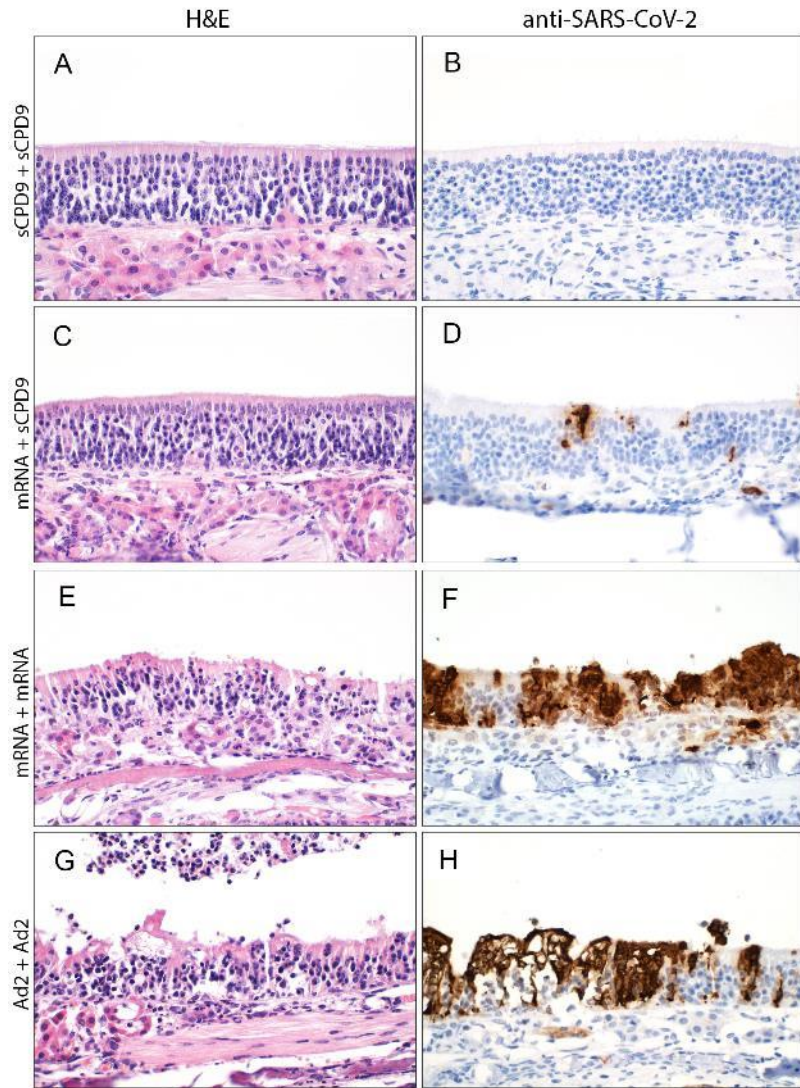 H&E
anti-SARS-CoV-2
sCPD9 + sCPD9
A
B
mRNA + sCPD9
C
D
mRNA + mRNA
E
F
Ad2 + Ad2
G
H